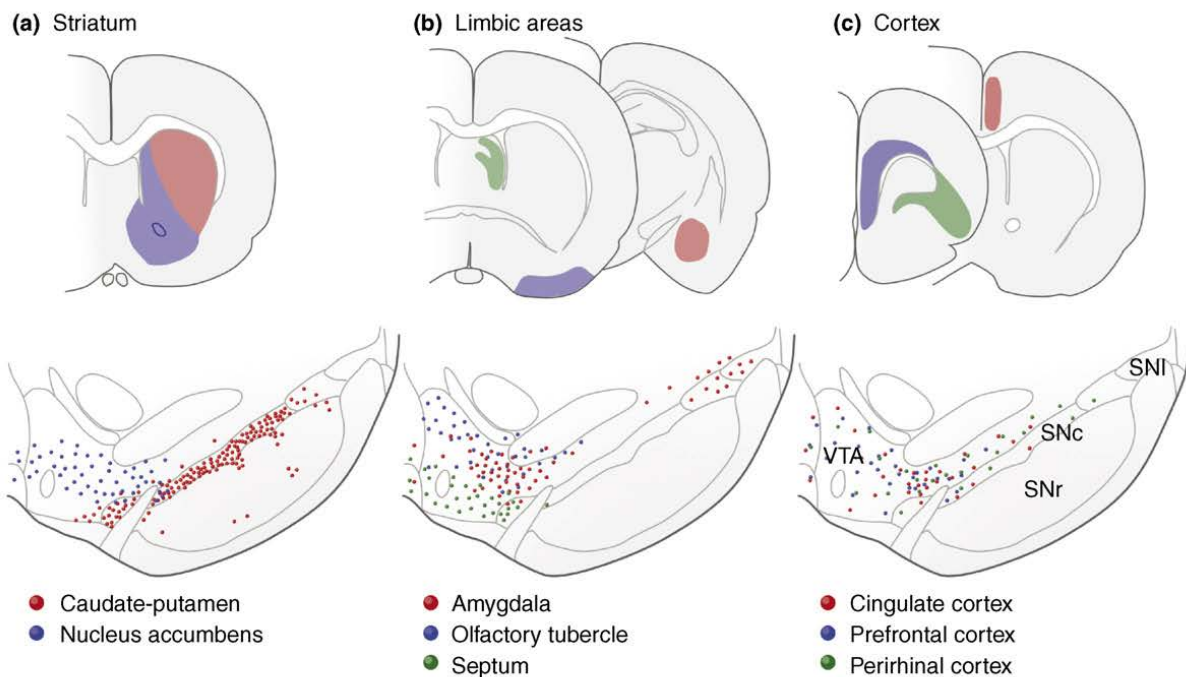 (a) Striatum
(b) Limbic areas
(c) Cortex
SNl
SNc
VTA
SNr
Caudate-putamen
Nucleus accumbens
Amygdala
Olfactory tubercle
Septum
Cingulate cortex
Prefrontal cortex
Perirhinal cortex